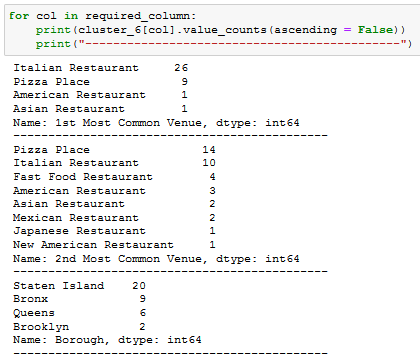 for col in required_column:
    print(cluster_6[col].value_counts(ascending = False))
    print("---------------------------------------------")
Italian Restaurant     26
Pizza Place             9
American Restaurant     1
Asian Restaurant        1
Name: 1st Most Common Venue, dtype: int64
---------------------------------------------
Pizza Place                14
Italian Restaurant         10
Fast Food Restaurant        4
American Restaurant         3
Asian Restaurant            2
Mexican Restaurant          2
Japanese Restaurant         1
New American Restaurant     1
Name: 2nd Most Common Venue, dtype: int64
---------------------------------------------
Staten Island    20
Bronx             9
Queens            6
Brooklyn          2
Name: Borough, dtype: int64
---------------------------------------------